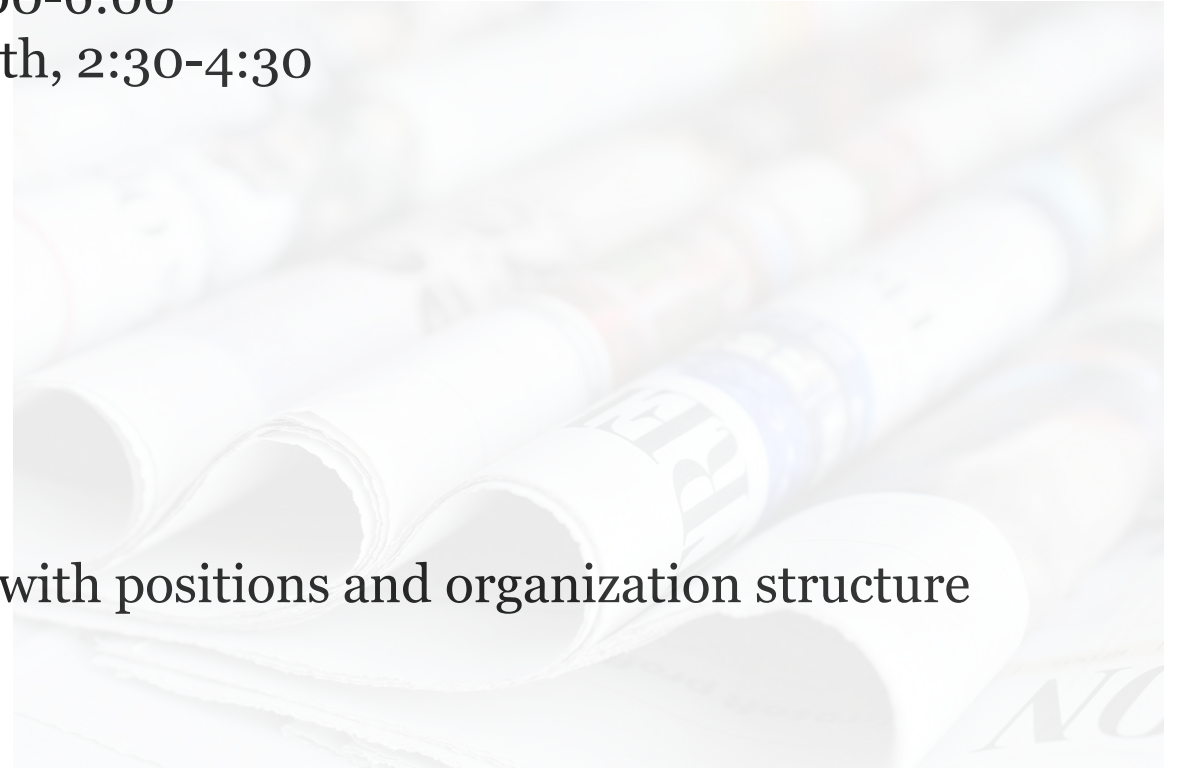 00-6:00
th, 2:30-4:30
with positions and organization structure